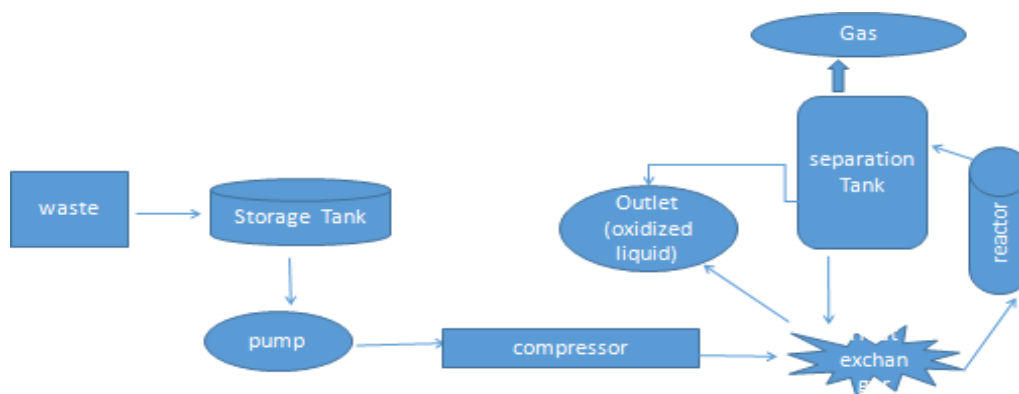 Gas
separation
Tank
waste
Storage Tank
Outlet
(oxidized
liquid)
reactor
pump
compressor
exchan